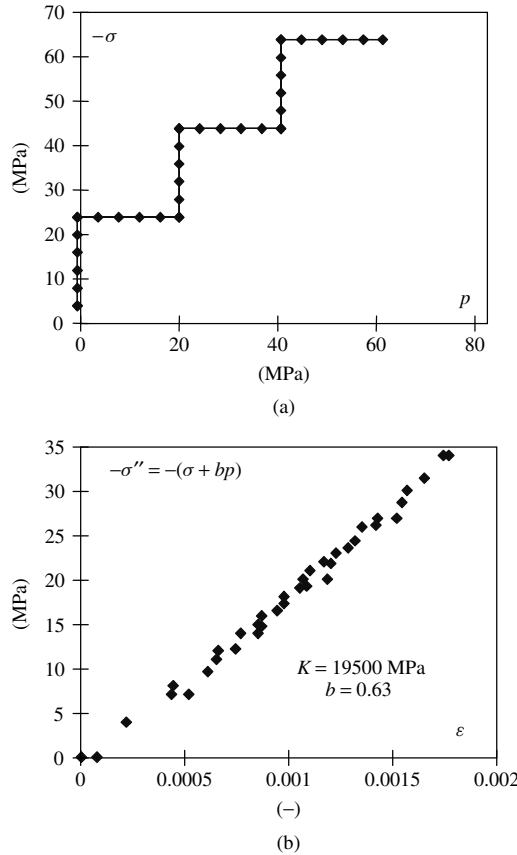 70
−σ
60
50
40
(MPa)
30
20
10
p
0
0 20 40 60 80
(MPa)
(a)
35
−σ″ = −(σ + bp)
30
25
20
(MPa)
15
10
K = 19500 MPa
b = 0.63
5
ε
0
0 0.0005 0.001 0.0015 0.002
(-)
(b)